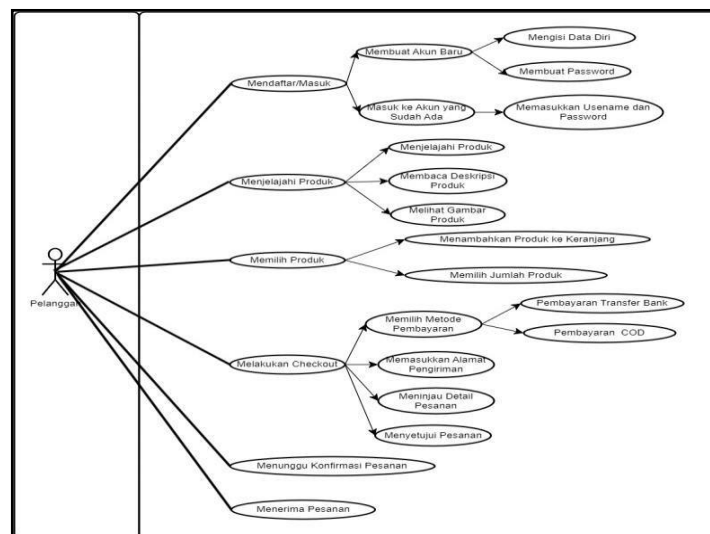 Mengisi Data Diri
Membuat Akun Baru
Membuat Password
Mendaftar/Masuk
Masuk ke Akun yang
Sudah Ada
Memasukkan Usename dan
Password
Menjelajahi Produk
Menjelajahi Produk
Membaca Deskripsi
Produk
Melihat Gambar
Produk
Menambahkan Produk ke Keranjang
Memilih Produk
Memilih Jumlah Produk
Pelanggan
Memilih Metode
Pembayaran
Pembayaran Transfer Bank
Pembayaran COD
Melakukan Checkout
Memasukkan Alamat
Pengiriman
Meninjau Detail
Pesanan
Menyetujui Pesanan
Menunggu Konfirmasi Pesanan
Menerima Pesanan